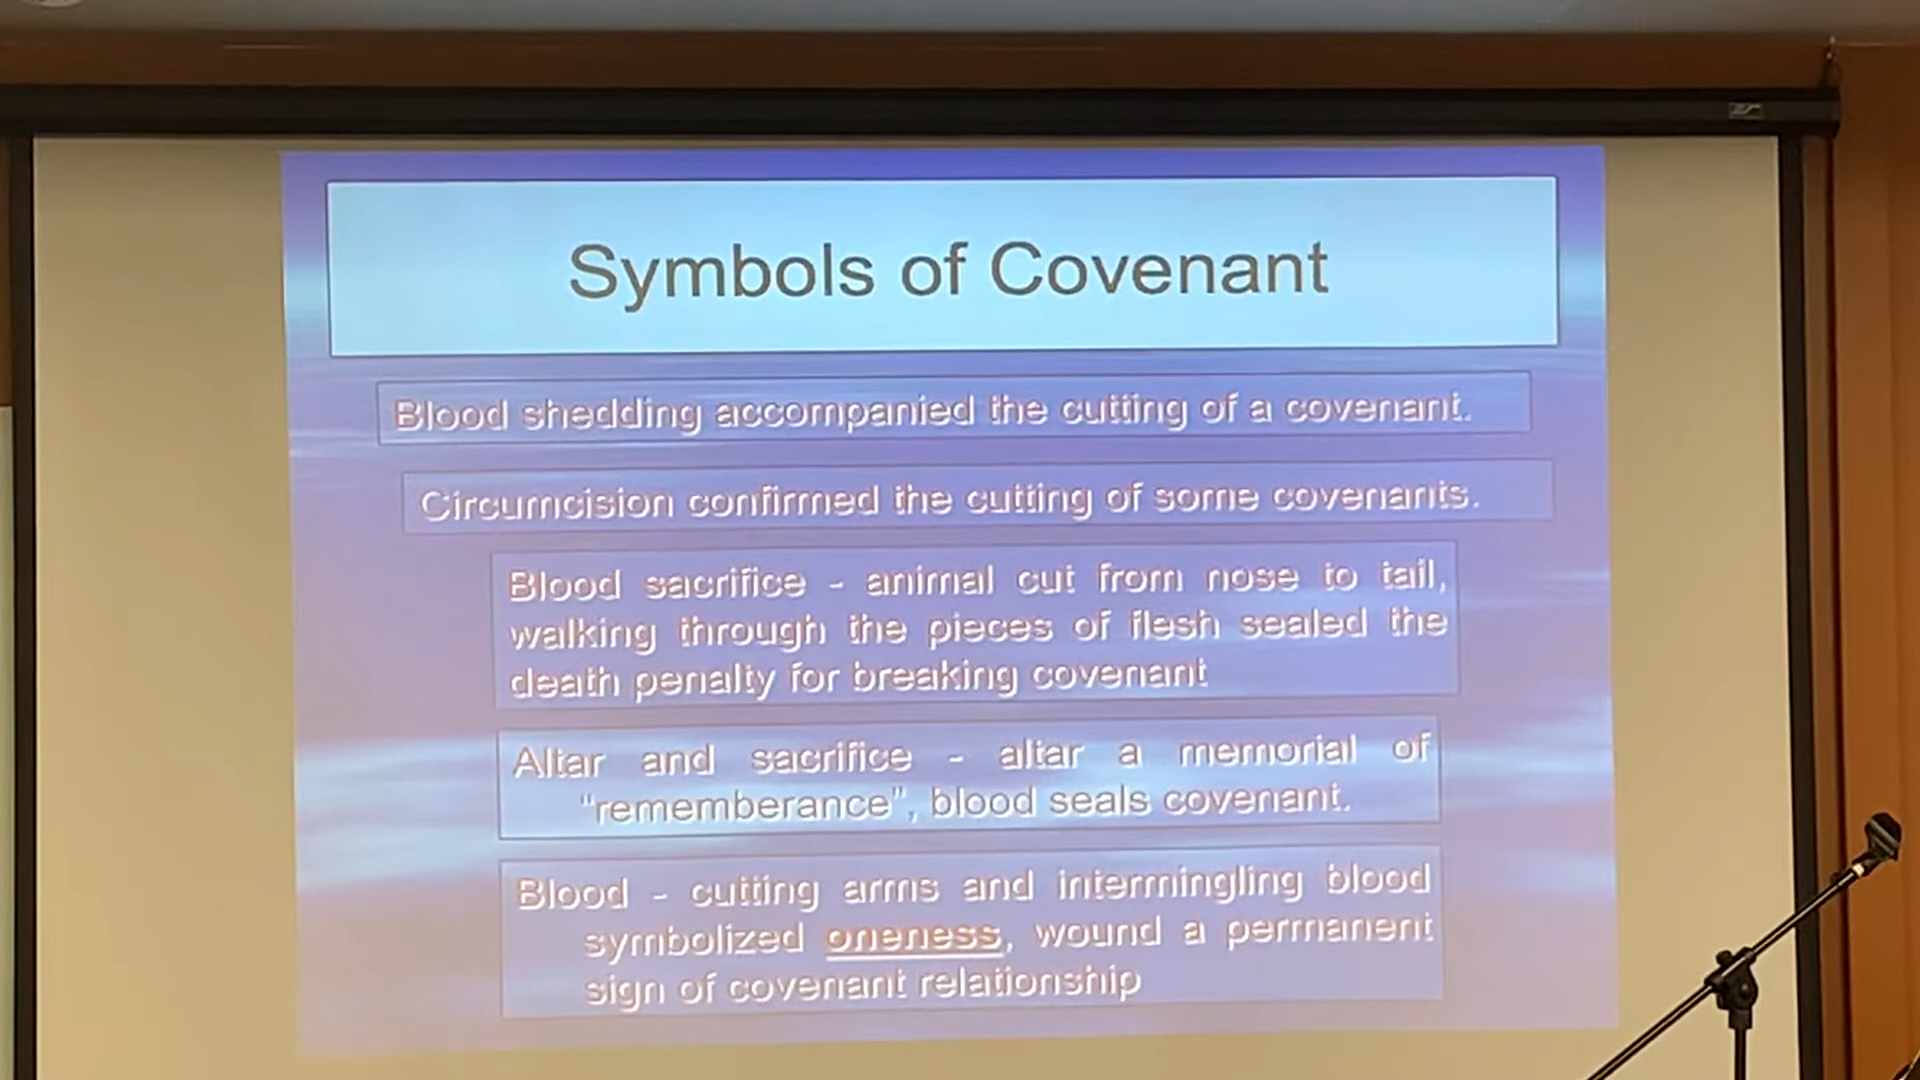 Symbols of Covenant
Blood shedding accompanied the cutting of a covenant.
Circumcision confirmed the cutting of some covenants.
Blood sacrifice - animal cut from nose to tail,
walking through the pieces of flesh sealed the
death penalty for breaking covenant
Altar and sacrifice - altar a memorial of
“rememberance”, blood seals covenant.
Blood - cutting arms and intermingling blood
symbolized oneness, wound a permanent
sign of covenant relationship